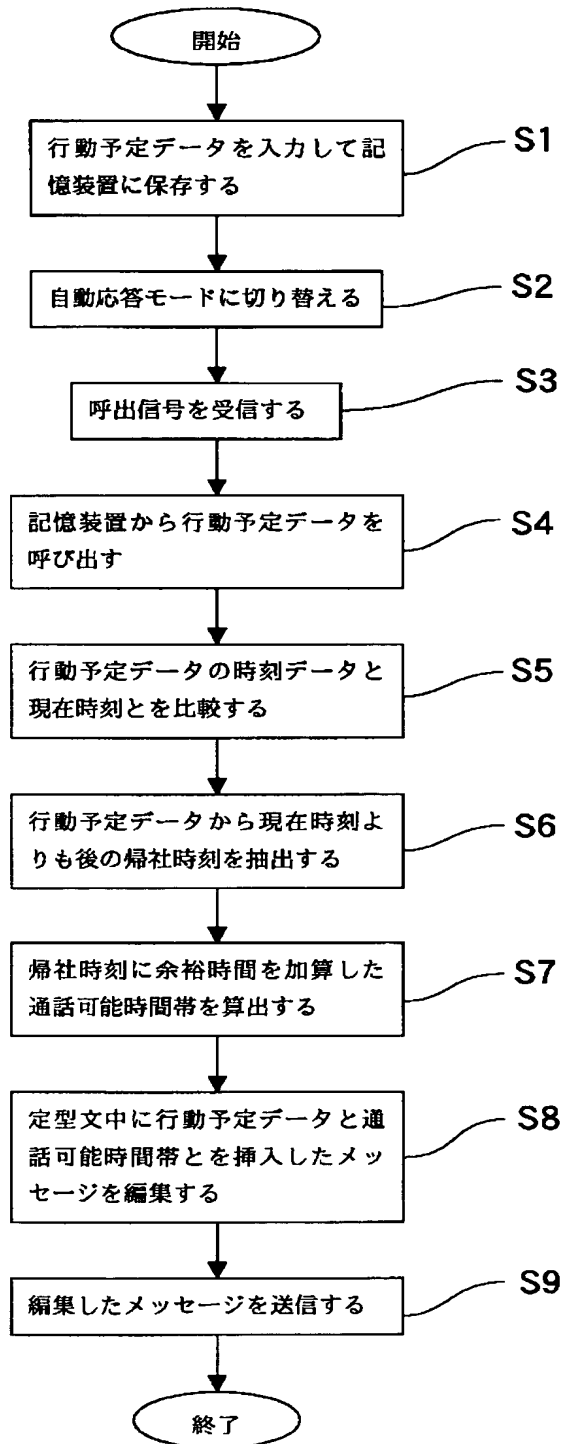 開始
行動予定データを入力して記
憶装置に保存する
S1
自動応答モードに切り替える
S2
呼出信号を受信する
S3
記憶装置から行動予定データを
呼び出す
S4
行動予定データの時刻データと
現在時刻とを比較する
S5
行動予定データから現在時刻よ
りも後の帰社時刻を抽出する
S6
帰社時刻に余裕時間を加算した
通話可能時間帯を算出する
S7
定型文中に行動予定データと通
話可能時間帯とを挿入したメッ
セージを編集する
S8
編集したメッセージを送信する
S9
終了